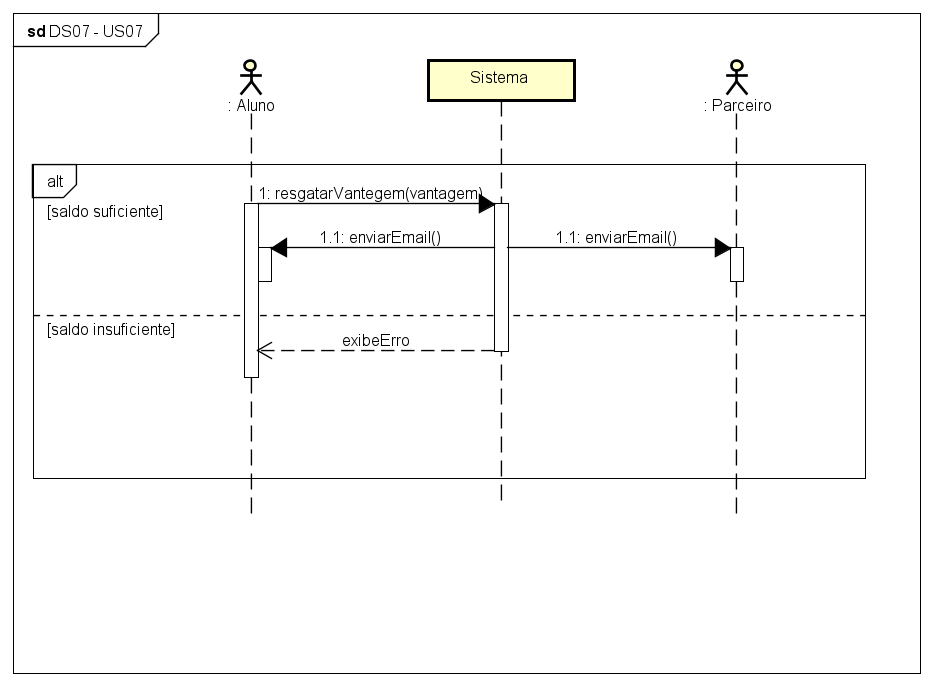 sd DS07 - US07
: Aluno
Sistema
: Parceiro
alt
1: resgatarVantegem(vantagem)
[saldo suficiente]
1.1: enviarEmail()
1.1: enviarEmail()
[saldo insuficiente]
exibeErro